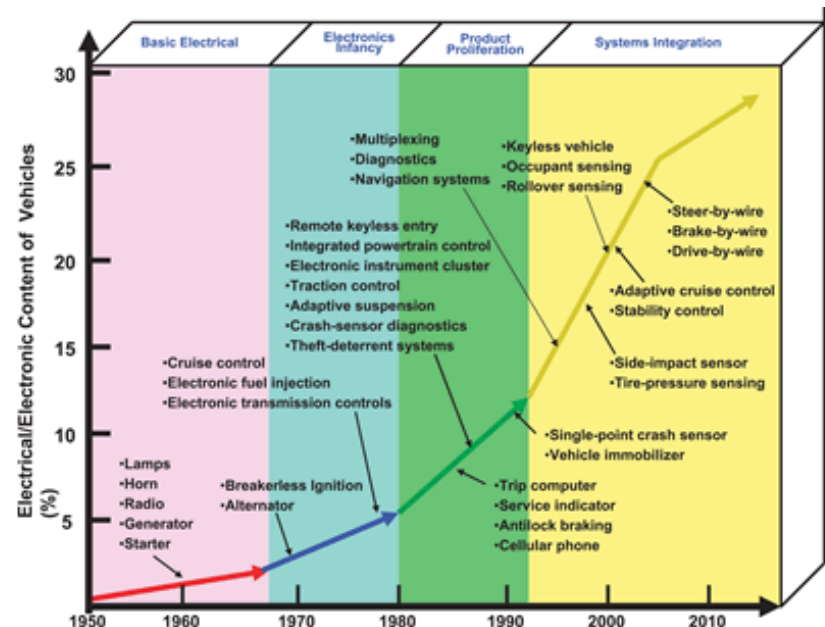 Basic Electrical
Electronics
Infancy
Product
Proliferation
Systems Integration
Electrical/Electronic Content of Vehicles
(%)
30
25
20
15
10
5
•Multiplexing
•Diagnostics
•Navigation systems
•Keyless vehicle
•Occupant sensing
•Rollover sensing
•Steer-by-wire
•Brake-by-wire
•Drive-by-wire
•Remote keyless entry
•Integrated powertrain control
•Electronic instrument cluster
•Traction control
•Adaptive suspension
•Crash-sensor diagnostics
•Theft-deterrent systems
•Adaptive cruise control
•Stability control
•Cruise control
•Electronic fuel injection
•Electronic transmission controls
•Side-impact sensor
•Tire-pressure sensing
•Single-point crash sensor
•Vehicle immobilizer
•Lamps
•Horn
•Radio
•Generator
•Starter
•Breakerless Ignition
•Alternator
•Trip computer
•Service indicator
•Antilock braking
•Cellular phone
1950
1960
1970
1980
1990
2000
2010